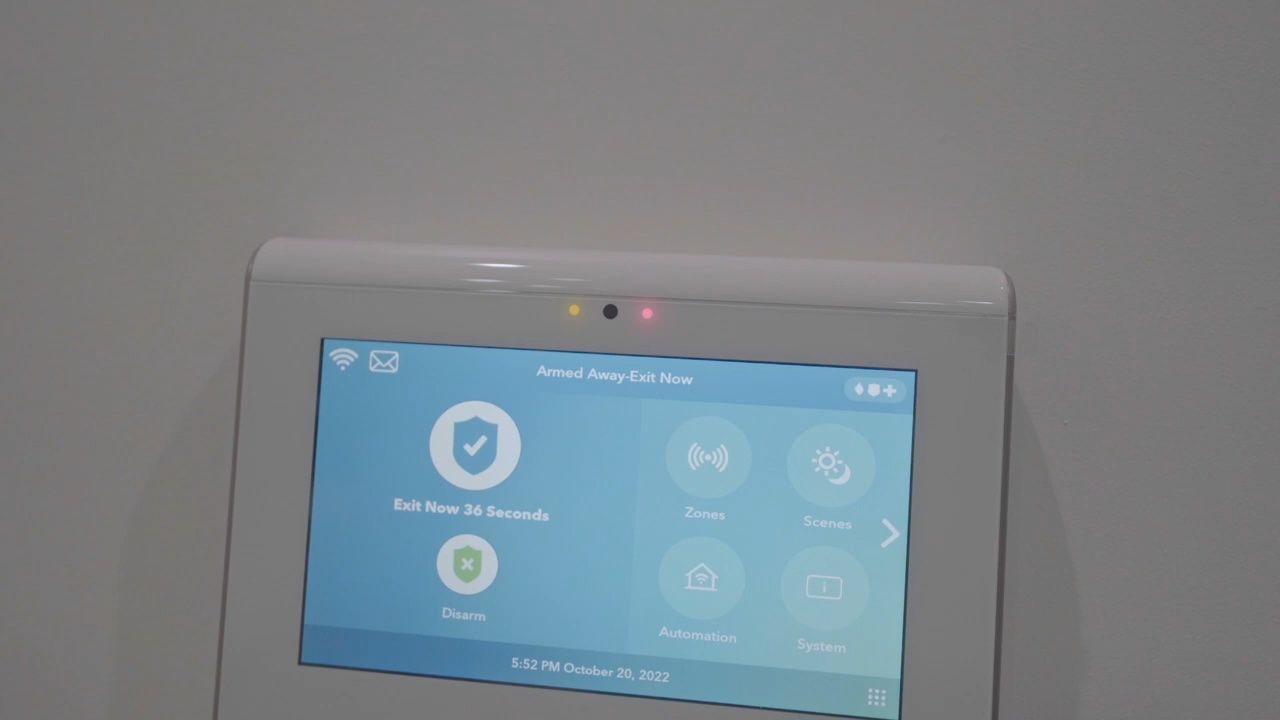 Armed Away-Exit Now
Exit Now 36 Seconds
Disarm
Zones
Scenes
Automation
System
5:52 PM October 20, 2022